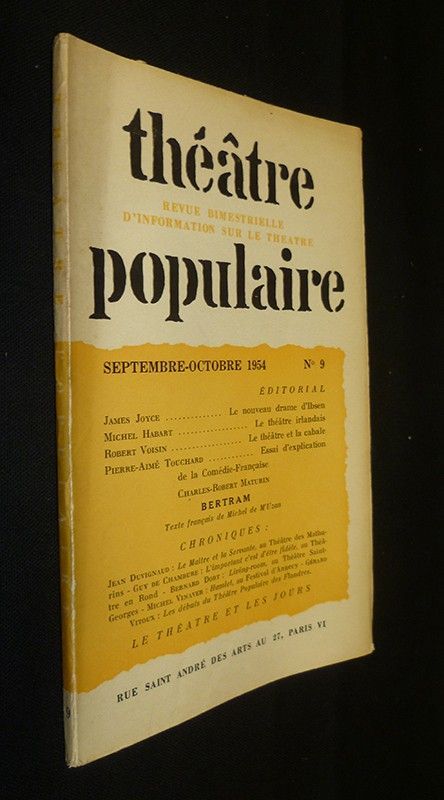 théâtre
REVUE BIMESTRIELLE
D'INFORMATION SUR LE THEATRE
populaire
SEPTEMBRE-OCTOBRE 1954 N° 9
ÉDITORIAL
JAMES JOYCE .............. Le nouveau drame d'Ibsen
MICHEL HABART ................. Le théâtre irlandais
ROBERT VOISIN .................. Le théâtre et la cabale
PIERRE-AIMÉ TOUCHARD ............ Essai d'explication
de la Comédie-Française
CHARLES-ROBERT MATURIN
BERTRAM
Texte français de Michel de M'Uzan
CHRONIQUES :
JEAN DUVIGNAUD : Le Maître et la Servante, au Théâtre des Mathu-
rins - GUY DE CHAMBURE : L'important c'est d'être fidèle, au Théâ-
tre en Rond - BERNARD DORT : Living-room, au Théâtre Saint-
Georges - MICHEL VINAVER : Hamlet, au Festival d'Annecy - GÉRARD
VITOUX : Les débuts du Théâtre Populaire des Flandres.
LE THÉATRE ET LES JOURS
RUE SAINT ANDRÉ DES ARTS AU 27, PARIS VI
9